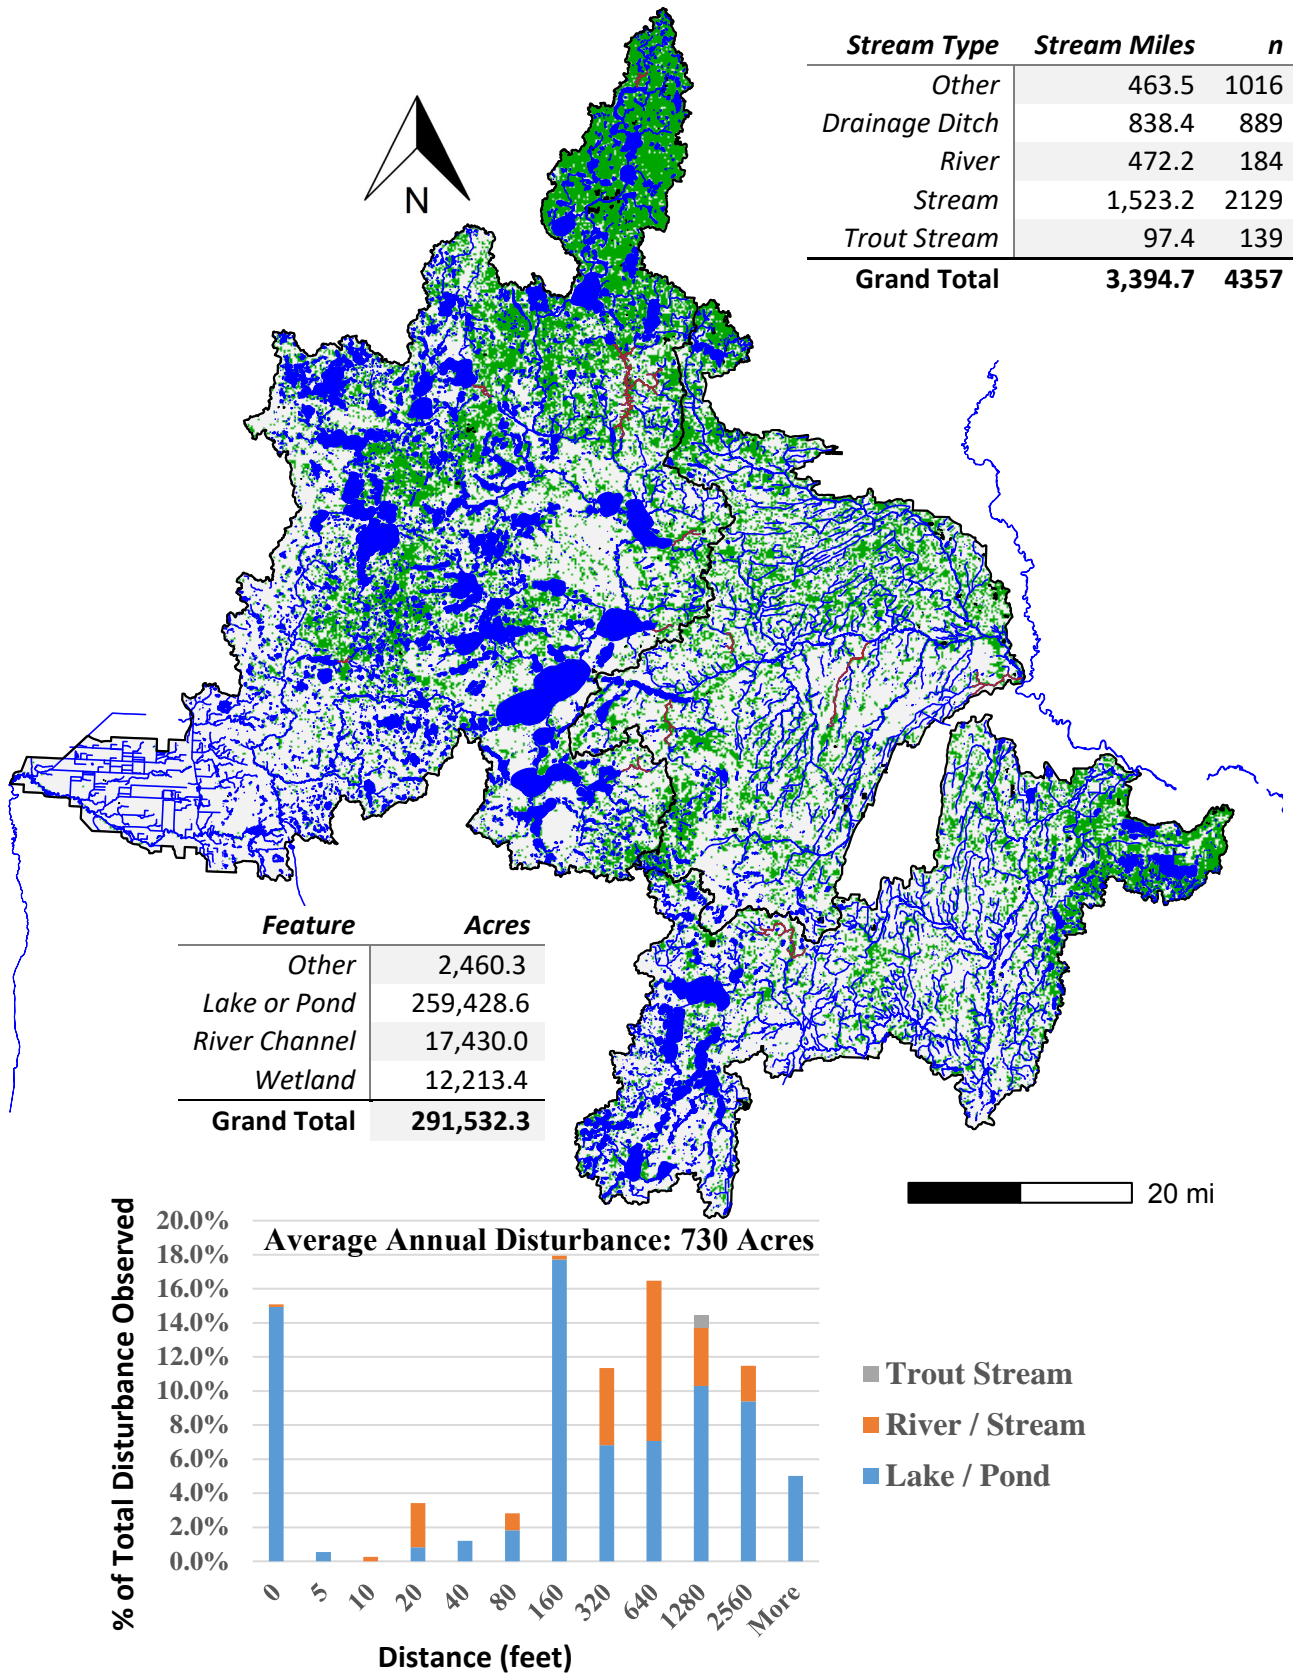 Stream Type Stream Miles n
Other 463.5 1016
Drainage Ditch 838.4 889
River 472.2 184
Stream 1,523.2 2129
Trout Stream 97.4 139
Grand Total 3,394.7 4357
N
Feature Acres
Other 2,460.3
Lake or Pond 259,428.6
River Channel 17,430.0
Wetland 12,213.4
Grand Total 291,532.3
20 mi
% of Total Disturbance Observed
Average Annual Disturbance: 730 Acres
20.0%
18.0%
16.0%
14.0%
12.0%
10.0%
8.0%
6.0%
4.0%
2.0%
0.0%
0 5 10 20 40 80 160 320 640 1280 2560 More
Distance (feet)
Trout Stream
River / Stream
Lake / Pond